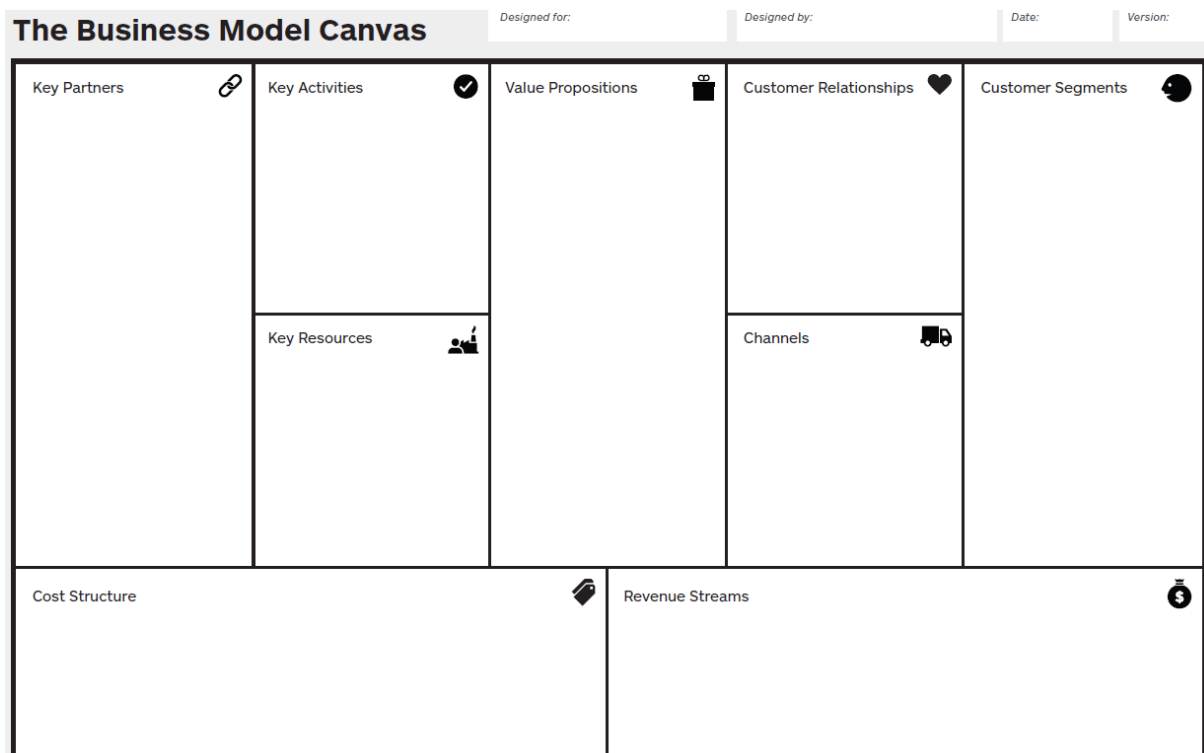 The Business Model Canvas
Designed for:
Designed by:
Date:
Version:
Key Partners
Key Activities
Value Propositions
Customer Relationships
Customer Segments
Key Resources
Channels
Cost Structure
Revenue Streams
$